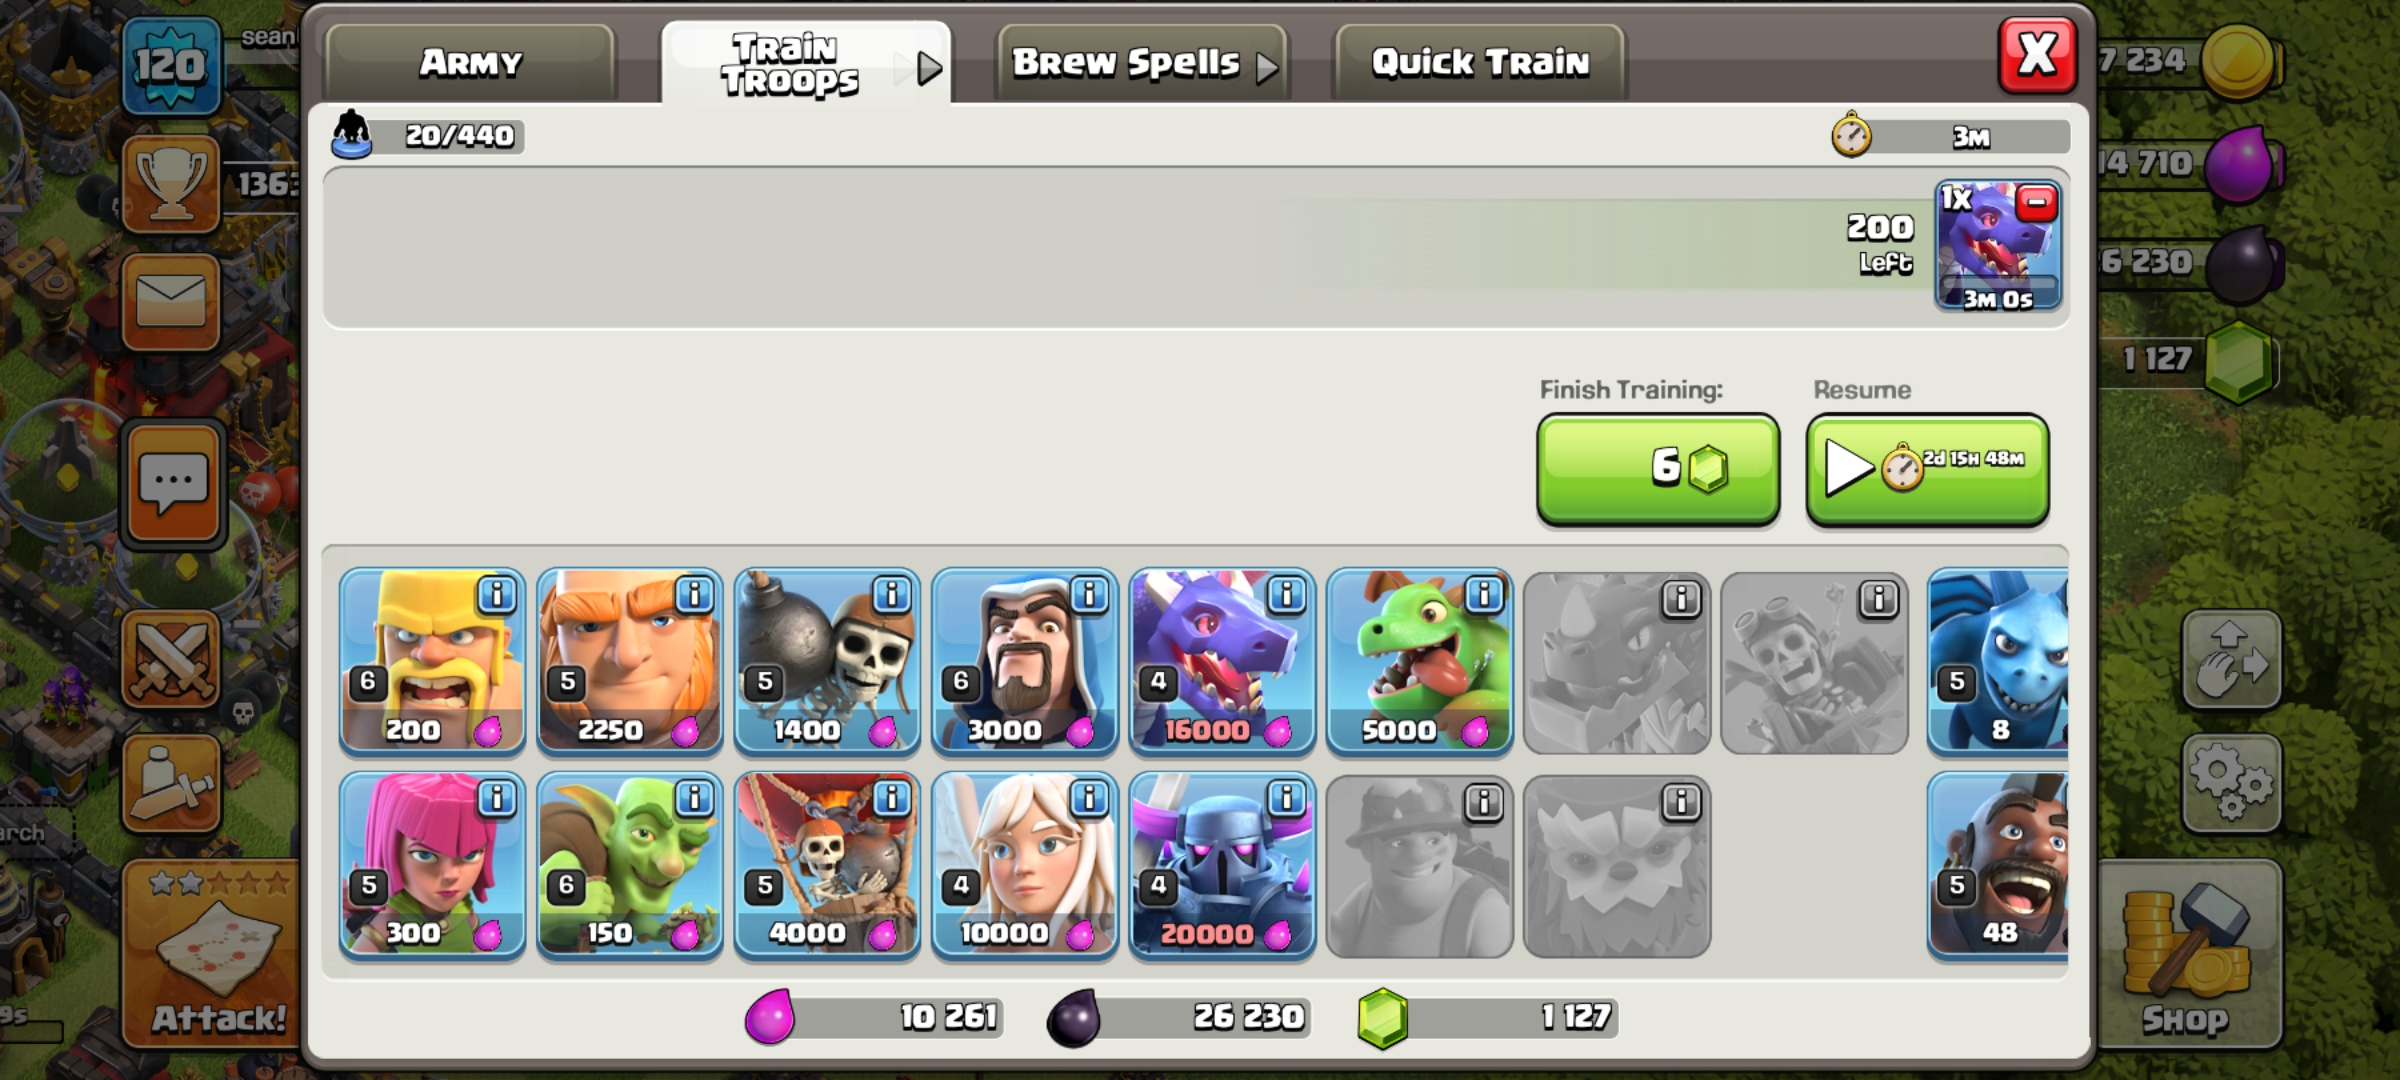 120
sean
Army
Train
Troops
Brew Spells
Quick Train
X
7 234
20/440
3M
136
14 710
1x
200
Left
3M 0s
6 230
1 127
Finish Training:
Resume
6
2d 15H 48M
i i i i i i i i
6 5 5 6 4 5
200 2250 1400 3000 16000 5000 8
i i i i i i i
5 6 5 4 4 5
300 150 4000 10000 20000 48
arch
9s
Attack!
10 261
26 230
1 127
Shop